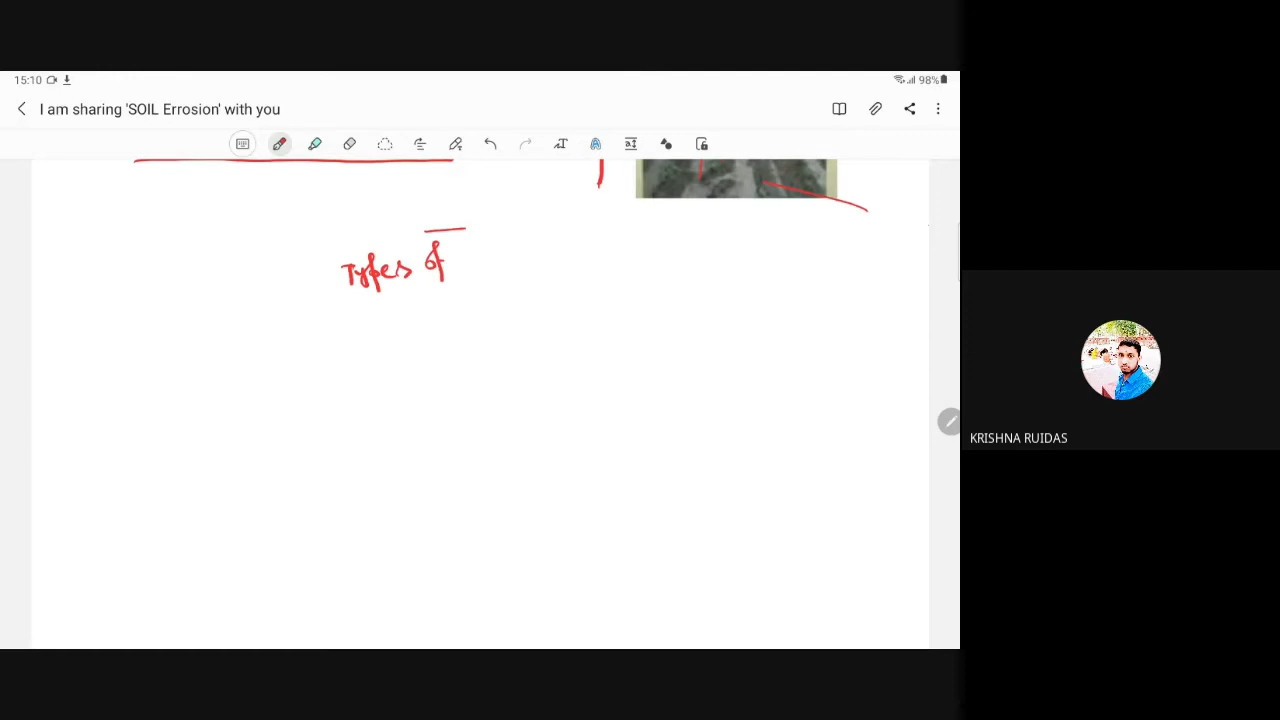 15:10 98%
I am sharing 'SOIL Errosion' with you
Types of
KRISHNA RUIDAS